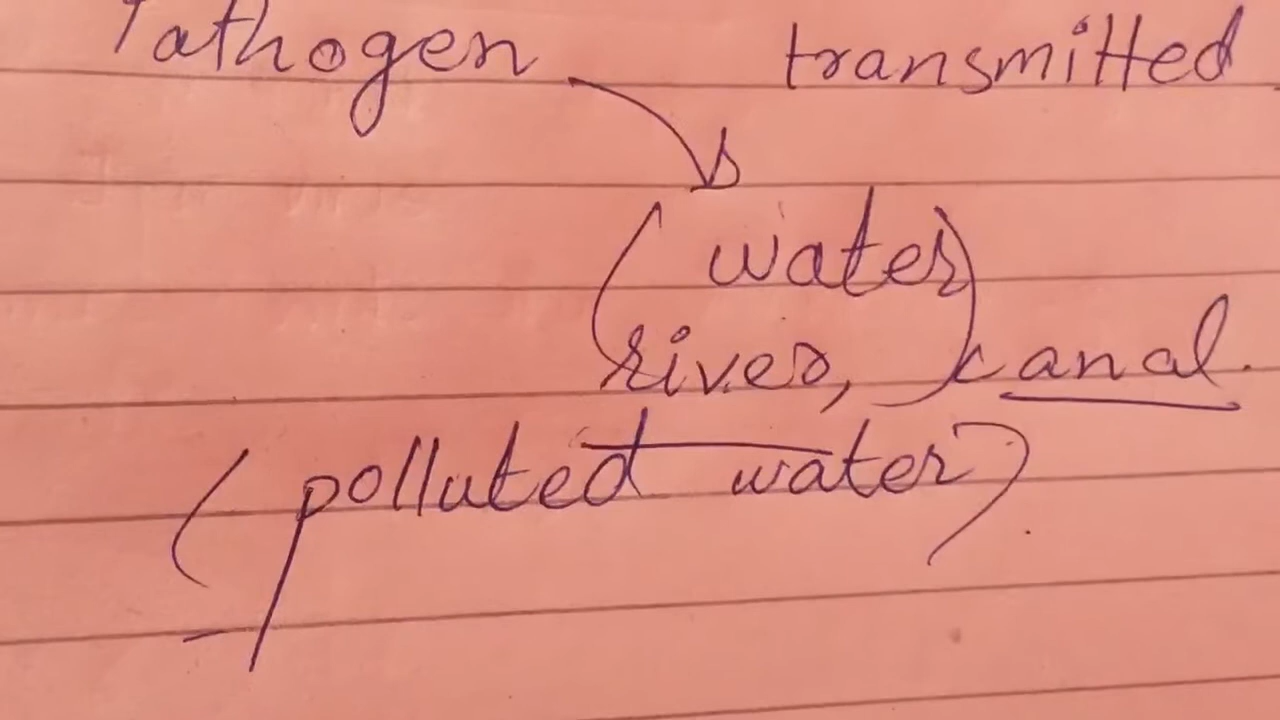 Pathogen transmitted
( water )
river, canal.
( polluted water ).